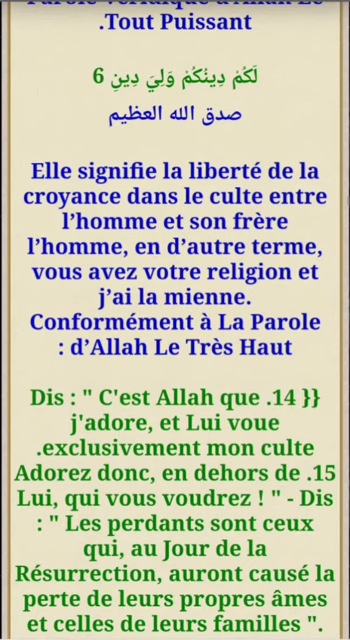 Parole Véridique d'Allah Le
.Tout Puissant
لَكُمْ دِينُكُمْ وَلِيَ دِينِ 6
صدق الله العظيم
Elle signifie la liberté de la
croyance dans le culte entre
l’homme et son frère
l’homme, en d’autre terme,
vous avez votre religion et
j’ai la mienne.
Conformément à La Parole
: d’Allah Le Très Haut
Dis : " C'est Allah que .14 }}
j'adore, et Lui voue
.exclusivement mon culte
Adorez donc, en dehors de .15
Lui, qui vous voudrez ! " - Dis
: " Les perdants sont ceux
qui, au Jour de la
Résurrection, auront causé la
perte de leurs propres âmes
et celles de leurs familles ".